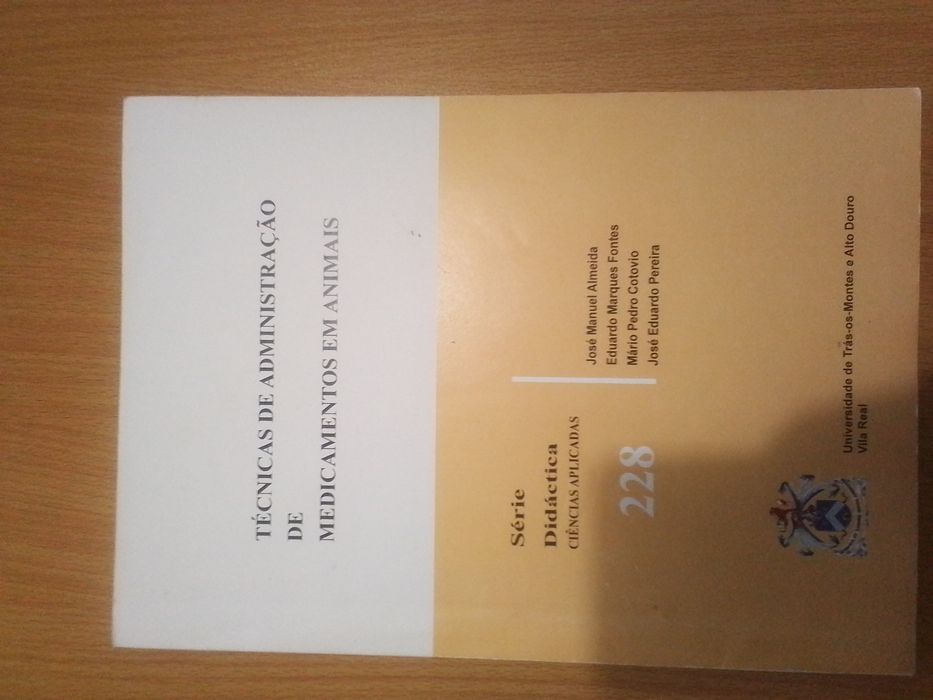 TÉCNICAS DE ADMINISTRAÇÃO
DE
MEDICAMENTOS EM ANIMAIS
Série
Didáctica
CIÊNCIAS APLICADAS
228
José Manuel Almeida
Eduardo Marques Fontes
Mário Pedro Cotovio
José Eduardo Pereira
Universidade de Trás-os-Montes e Alto Douro
Vila Real